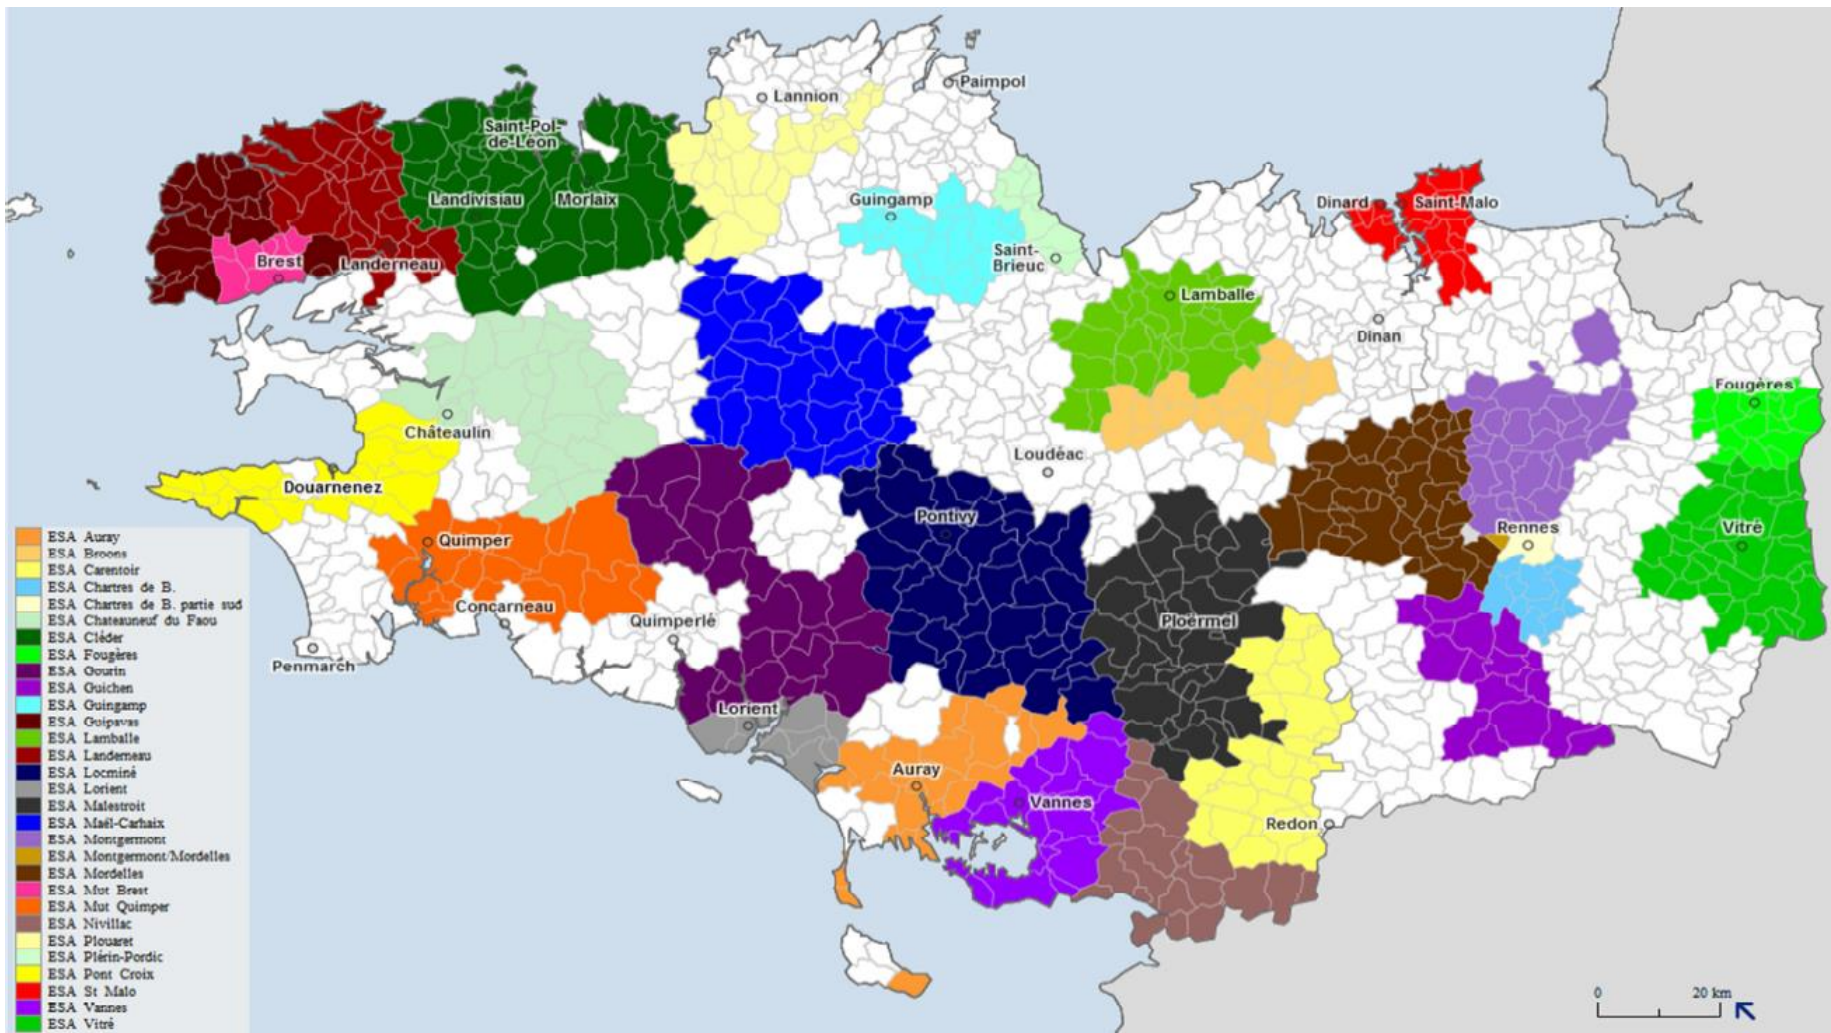 Paimpol
Lannion
Saint-Pol-
de-Léon
Landivisiau
Morlaix
Guingamp
Dinard
Saint-Malo
Brest
Landerneau
Saint-
Brieuc
Lamballe
Dinan
Fougères
Châteaulin
Loudéac
Douarnenez
Pontivy
Rennes
Vitré
Quimper
Concarneau
Quimperlé
Ploërmel
Penmarch
Lorient
Auray
Vannes
Redon
ESA Auray
ESA Broons
ESA Carentoir
ESA Chartres de B.
ESA Chartres de B. partie sud
ESA Chateauneuf du Faou
ESA Cléder
ESA Fougères
ESA Gourin
ESA Guichen
ESA Guingamp
ESA Guipavas
ESA Lamballe
ESA Landerneau
ESA Locminé
ESA Lorient
ESA Malestroit
ESA Maël-Carhaix
ESA Montgermont
ESA Montgermont/Mordelles
ESA Mordelles
ESA Mut Brest
ESA Mut Quimper
ESA Nivillac
ESA Plouaret
ESA Plérin-Pordic
ESA Pont Croix
ESA St Malo
ESA Vannes
ESA Vitré
0 20 km